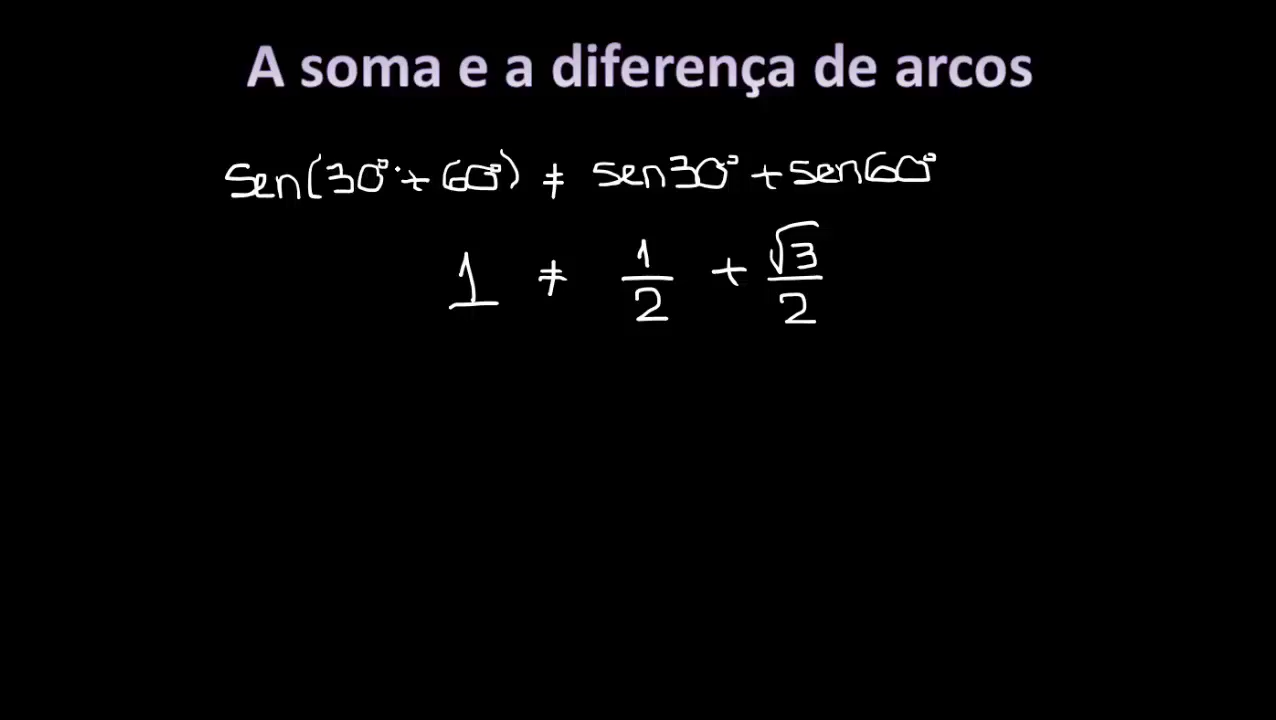 A soma e a diferença de arcos
sen(30° + 60°) ≠ sen30° + sen60°
1 ≠ 1/2 + √3/2